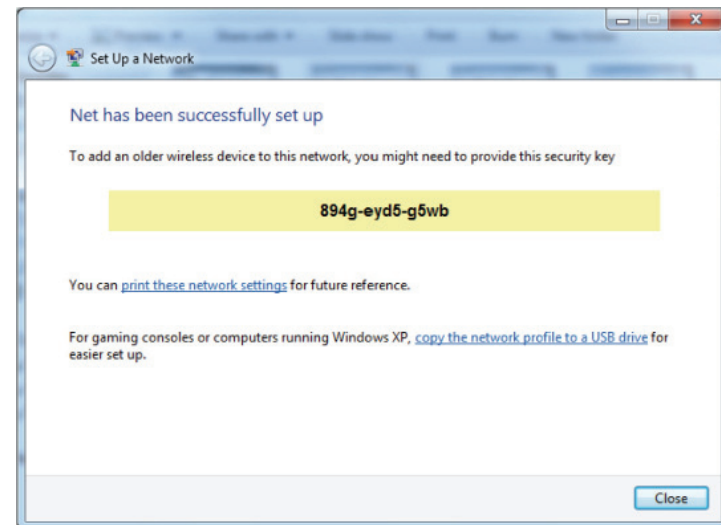 Set Up a Network
Net has been successfully set up
To add an older wireless device to this network, you might need to provide this security key
894g-eyd5-g5wb
You can print these network settings for future reference.
For gaming consoles or computers running Windows XP, copy the network profile to a USB drive for
easier set up.
Close